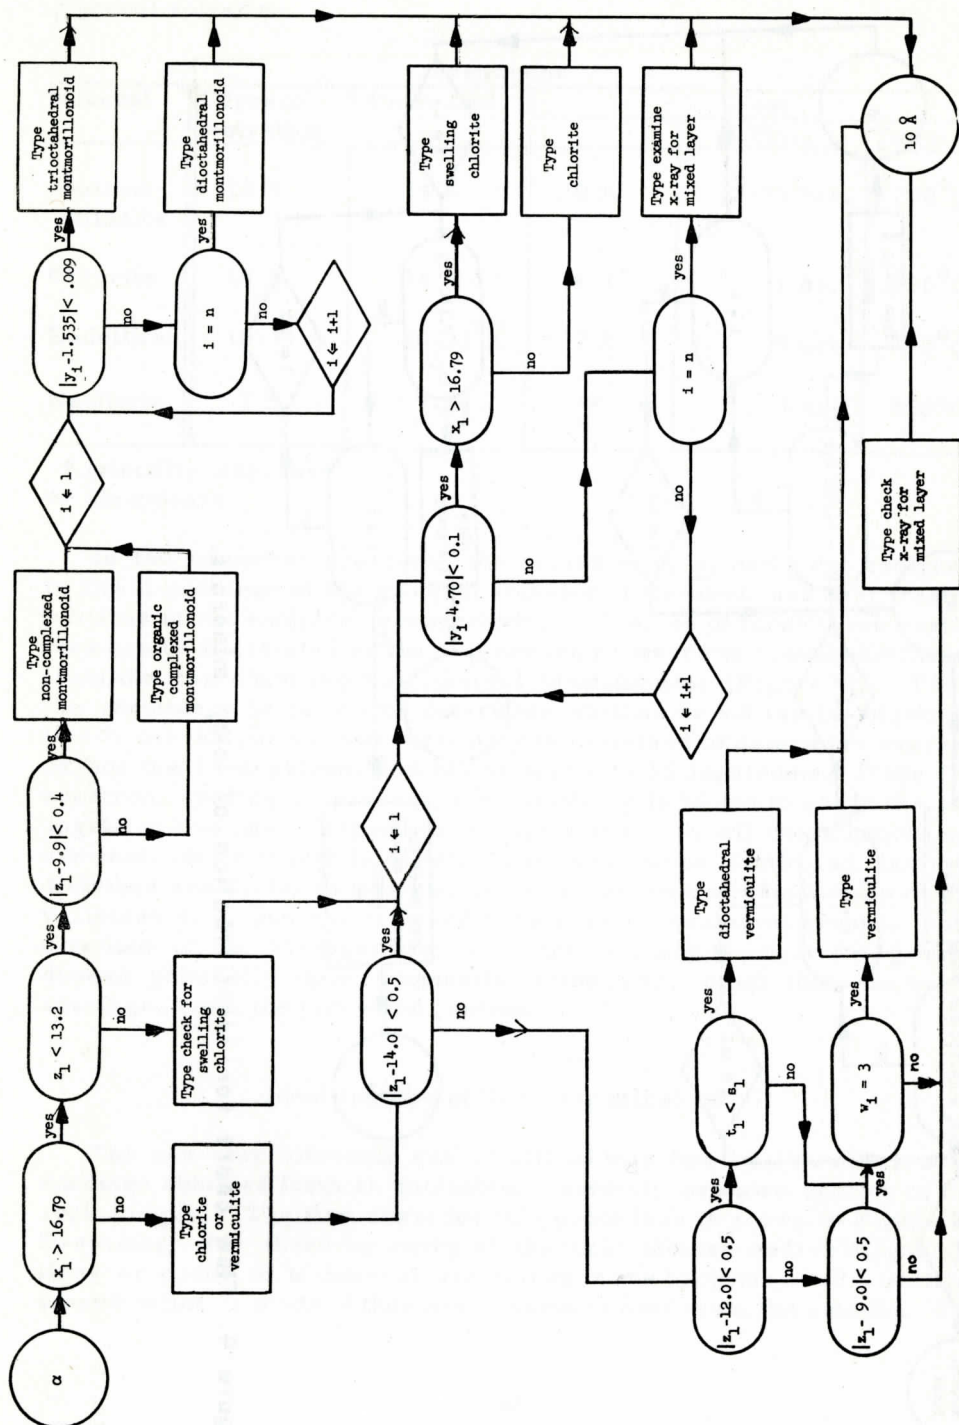 α
x₁ > 16.79
yes
z₁ < 13.2
yes
|z₁-9.9|< 0.4
yes
Type
non-complexed
montmorillonoid
i ⇐ 1
|yᵢ-1.535|< .009
yes
Type
trioctahedral
montmorillonoid
no
no
no
Type organic
complexed
montmorillonoid
no
i = n
yes
Type
dioctahedral
montmorillonoid
no
i ⇐ i+1
Type
chlorite or
vermiculite
Type check for
swelling
chlorite
|z₁-14.0| < 0.5
yes
i ⇐ 1
|yᵢ-4.70|< 0.1
yes
x₁ > 16.79
yes
Type
swelling
chlorite
no
no
no
Type
chlorite
i ⇐ i+1
no
i = n
yes
Type examine
x-ray for
mixed layer
|z₁-12.0|< 0.5
yes
t₁ < s₁
yes
Type
dioctahedral
vermiculite
no
no
|z₁- 9.0|< 0.5
yes
wᵢ = 3
yes
Type
vermiculite
no
no
Type check
x-ray for
mixed layer
10 Å